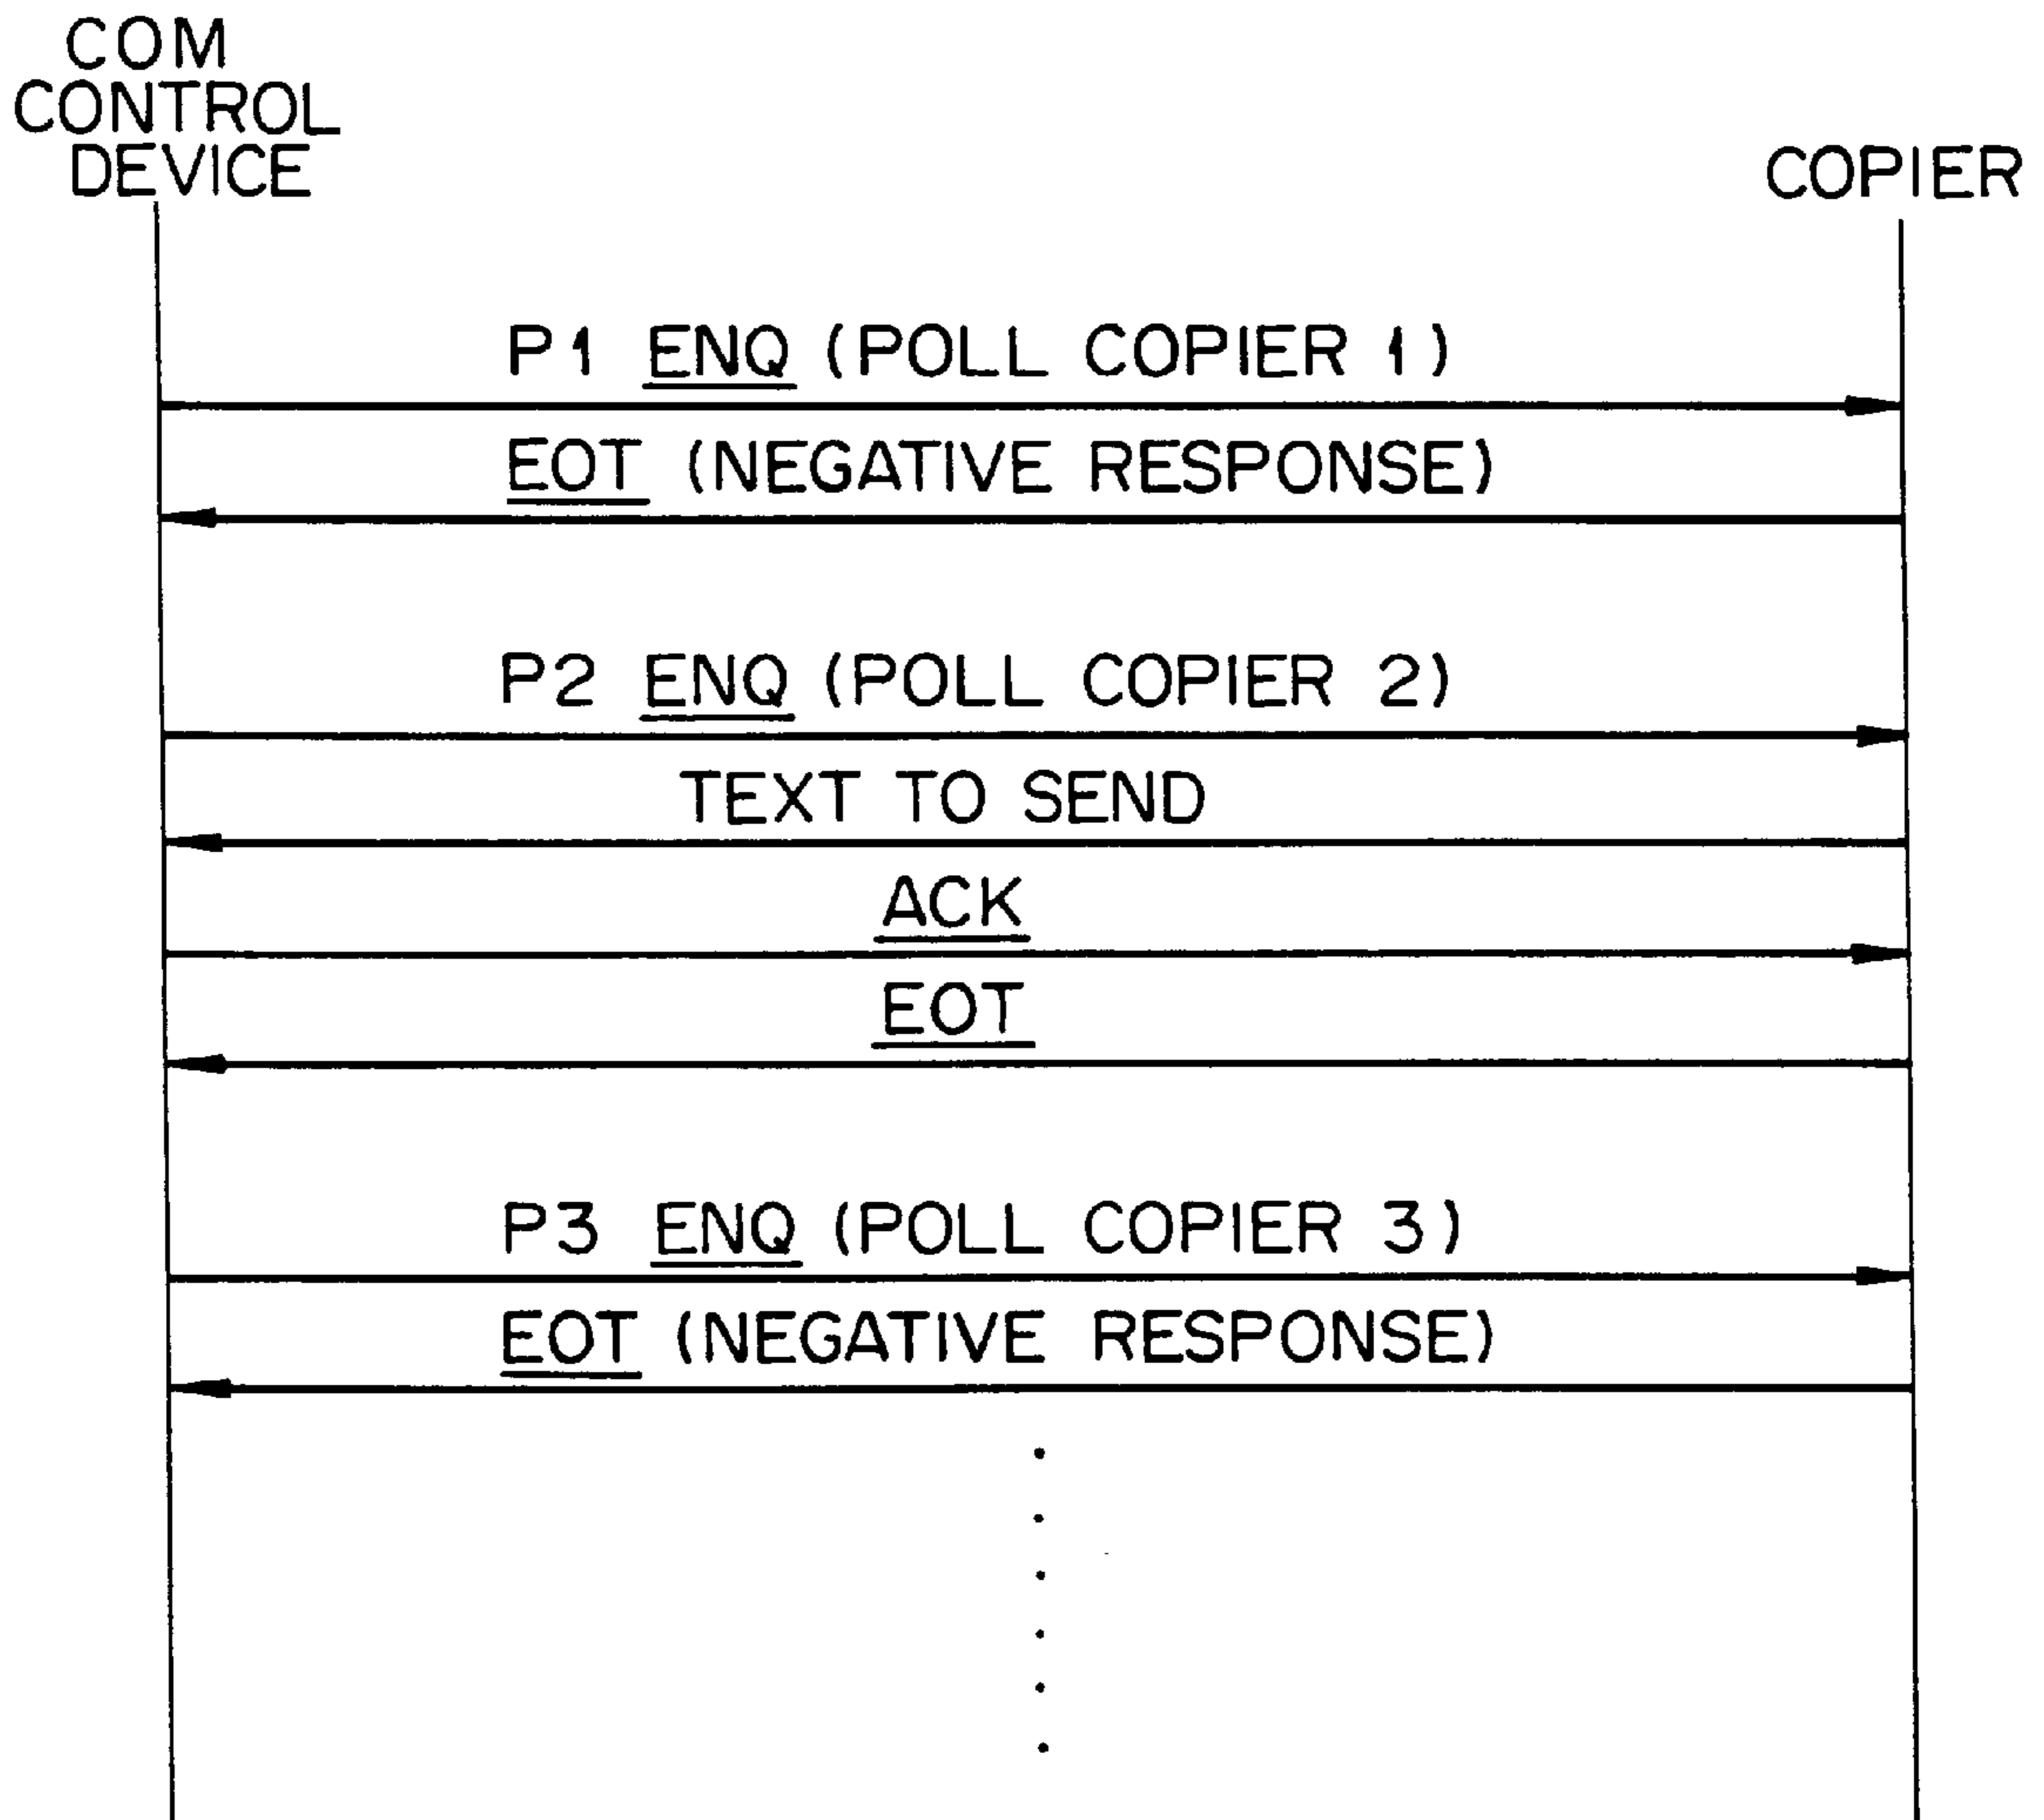 COM
CONTROL
DEVICE
COPIER
P1 ENQ (POLL COPIER 1)
EOT (NEGATIVE RESPONSE)
P2 ENQ (POLL COPIER 2)
TEXT TO SEND
ACK
EOT
P3 ENQ (POLL COPIER 3)
EOT (NEGATIVE RESPONSE)